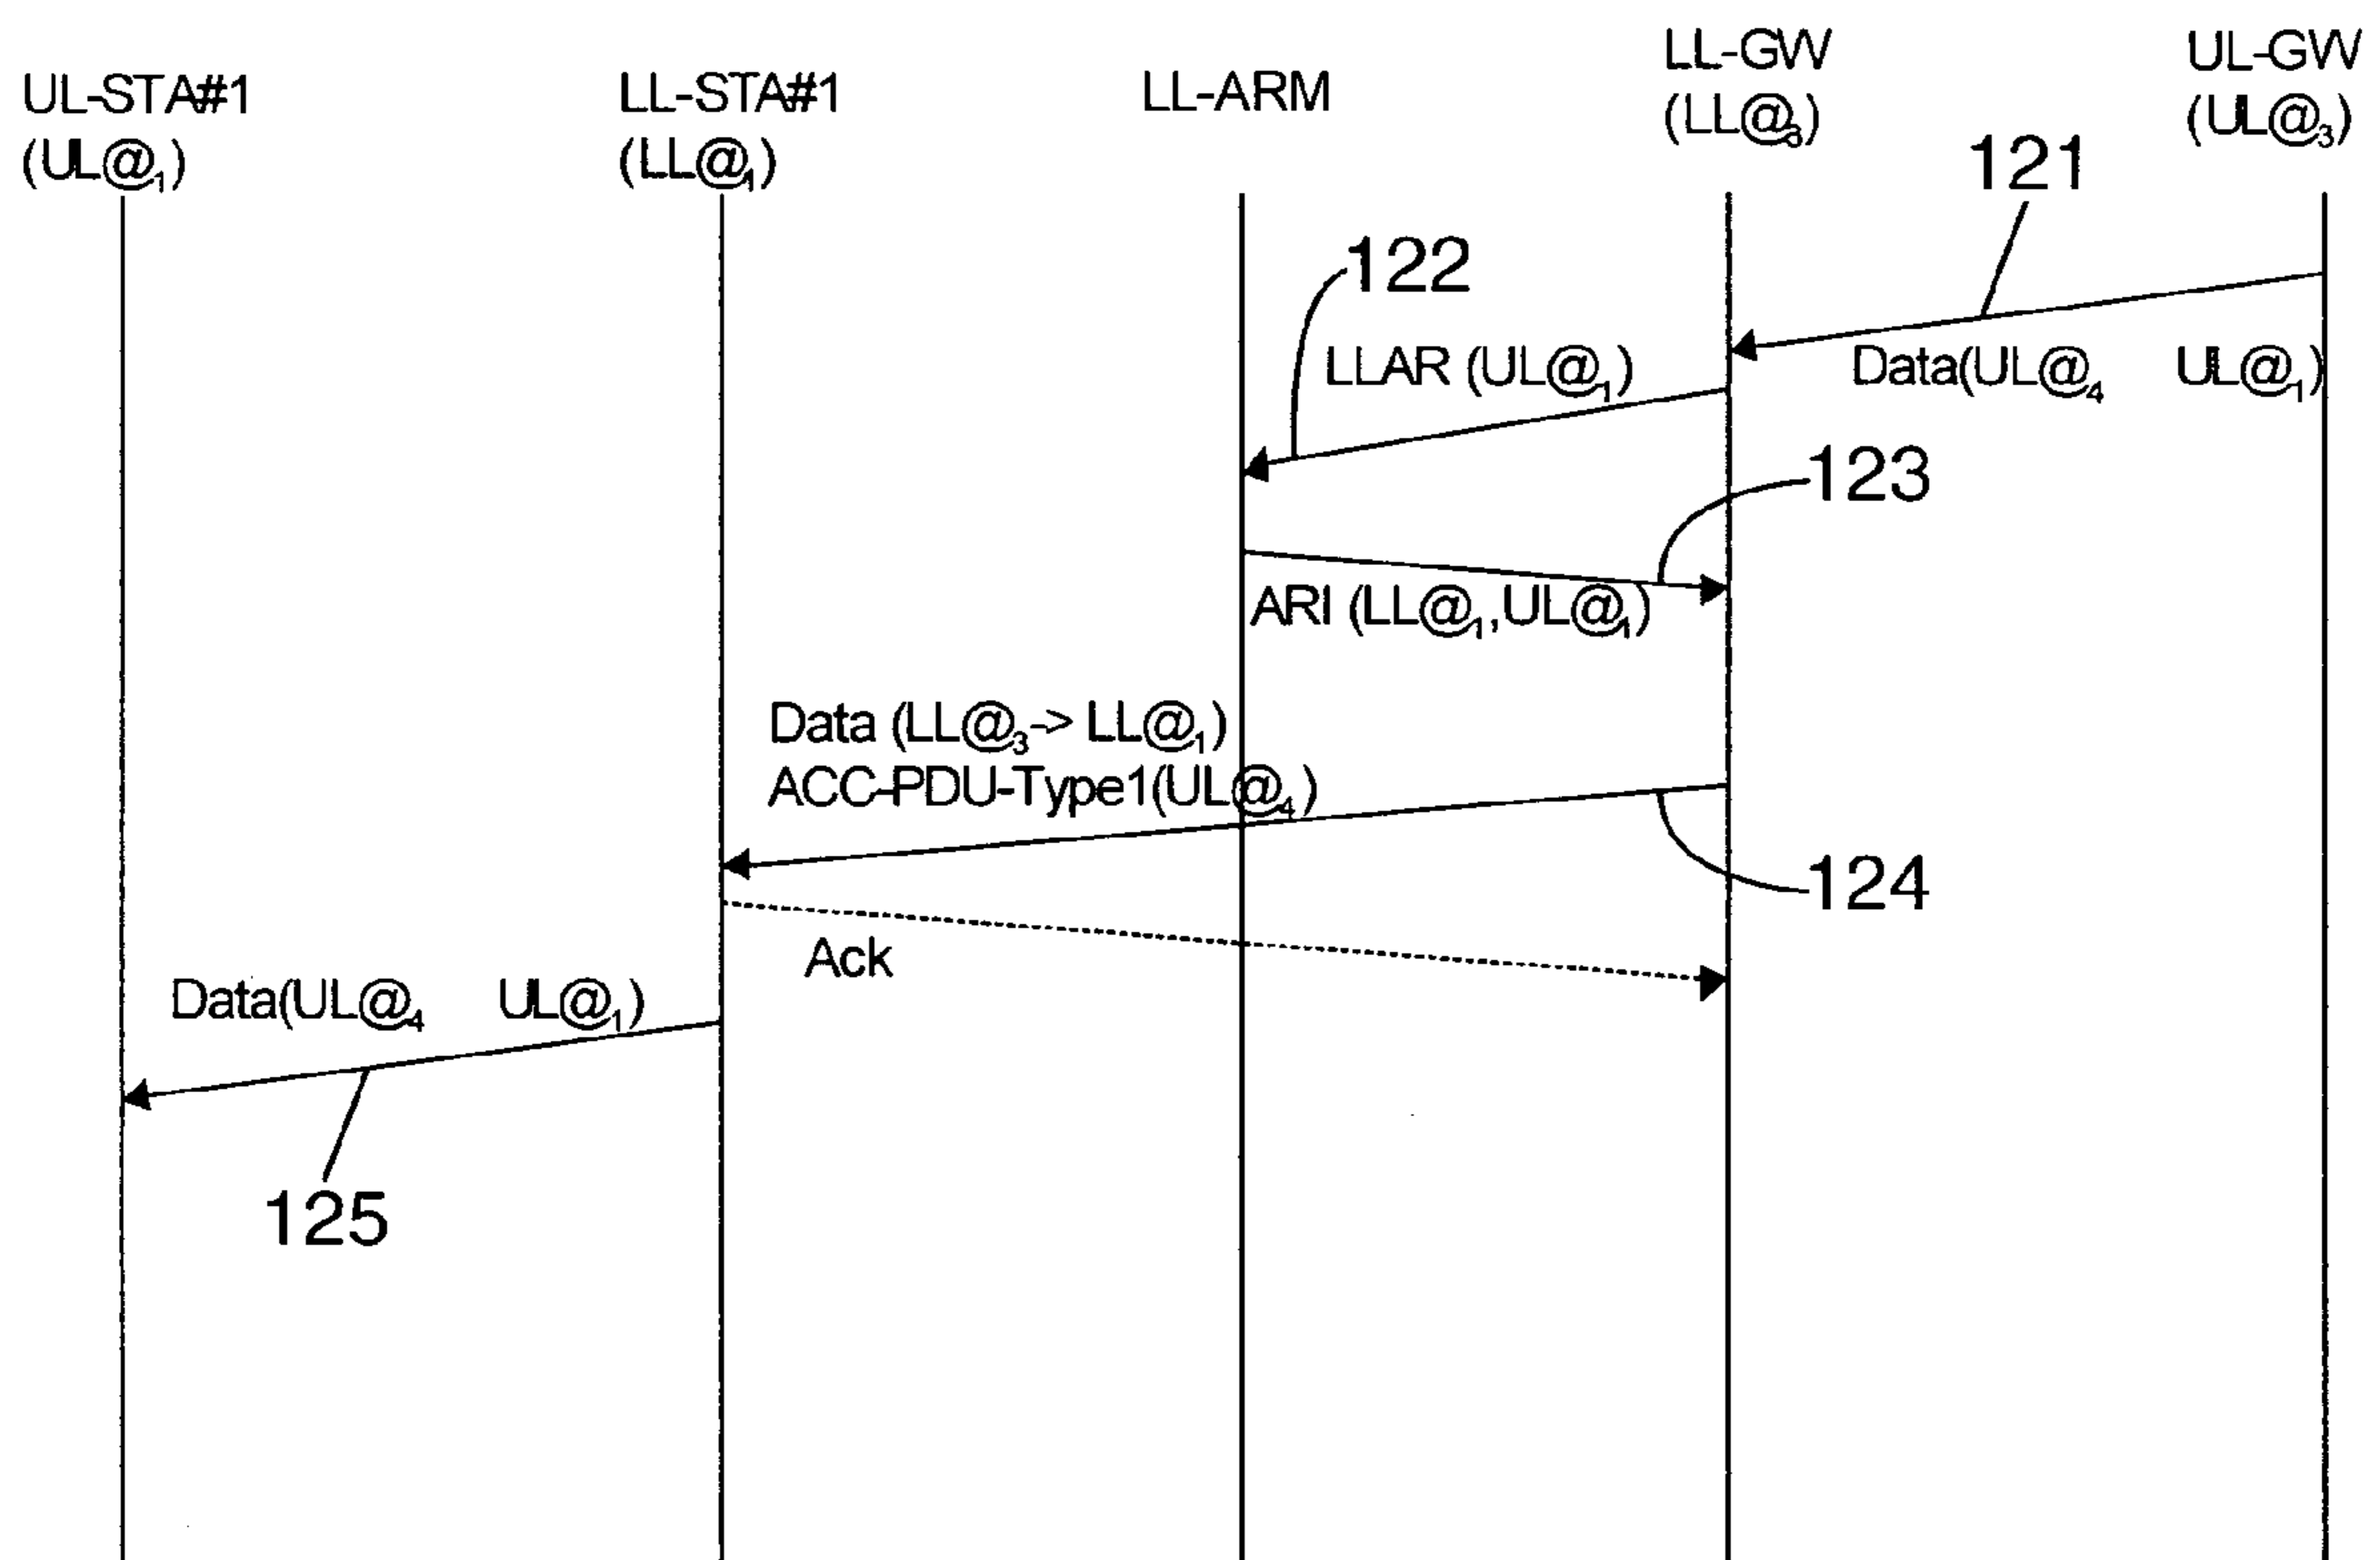 UL-STA#1
(UL@₁)
LL-STA#1
(LL@₁)
LL-ARM
LL-GW
(LL@₃)
UL-GW
(UL@₃)
121
122
LLAR (UL@₁)
Data(UL@₄ UL@₁)
123
ARI (LL@₁,UL@₁)
Data (LL@₃-> LL@₁)
ACC-PDU-Type1(UL@₄)
124
Ack
Data(UL@₄ UL@₁)
125